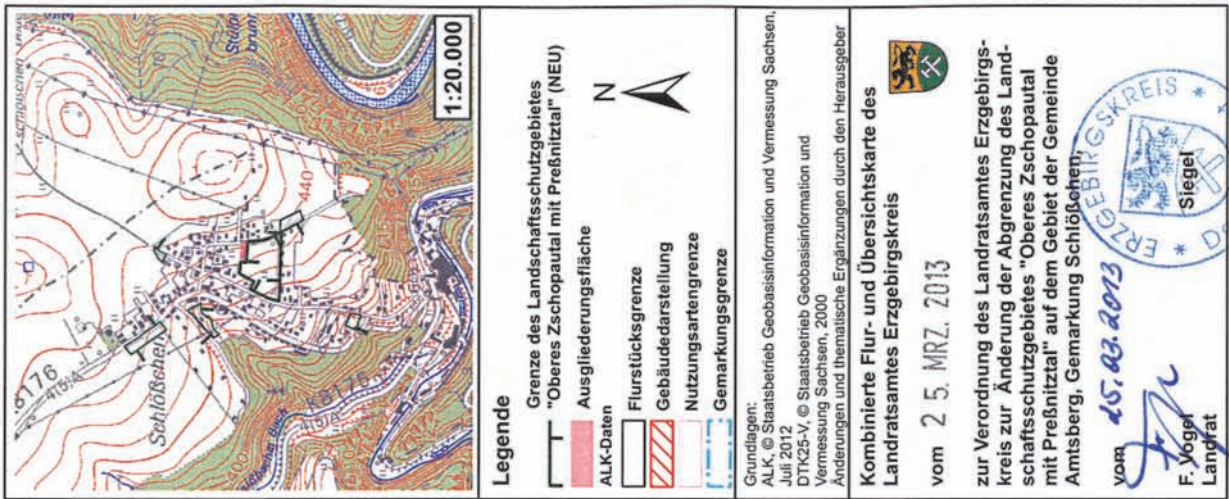 1:20.000
Schlößchen
K8176
4(5)A
440
Legende
Grenze des Landschaftsschutzgebietes
"Oberes Zschopautal mit Preßnitztal" (NEU)
Ausgliederungsfläche
ALK-Daten
Flurstücksgrenze
Gebäudedarstellung
Nutzungsartengrenze
Gemarkungsgrenze
N
Grundlagen:
ALK, © Staatsbetrieb Geobasisinformation und Vermessung Sachsen,
Juli 2012
DTK25-V, © Staatsbetrieb Geobasisinformation und
Vermessung Sachsen, 2000
Änderungen und thematische Ergänzungen durch den Herausgeber
Kombinierte Flur- und Übersichtskarte des
Landratsamtes Erzgebirgskreis
vom 25. MRZ. 2013
zur Verordnung des Landratsamtes Erzgebirgs-
kreis zur Änderung der Abgrenzung des Land-
schaftsschutzgebietes "Oberes Zschopautal
mit Preßnitztal" auf dem Gebiet der Gemeinde
Amtsberg, Gemarkung Schlößchen,
vom 25.03.2013
F. Vogel
Landrat
Siegel
ERZGEBIRGSKREIS